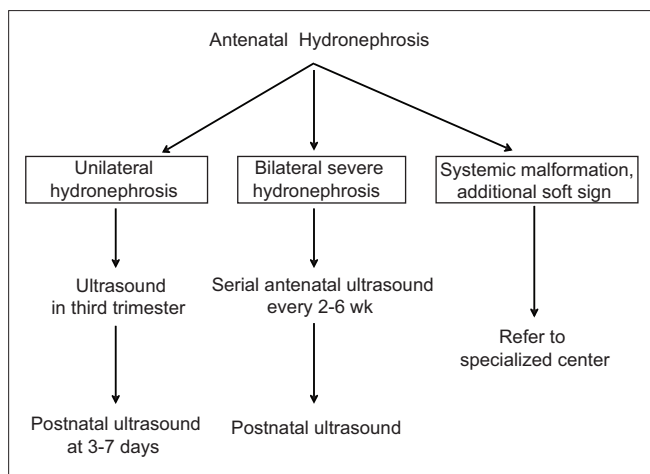 Antenatal Hydronephrosis
Unilateral
hydronephrosis
Bilateral severe
hydronephrosis
Systemic malformation,
additional soft sign
Ultrasound
in third trimester
Serial antenatal ultrasound
every 2-6 wk
Refer to
specialized center
Postnatal ultrasound
at 3-7 days
Postnatal ultrasound